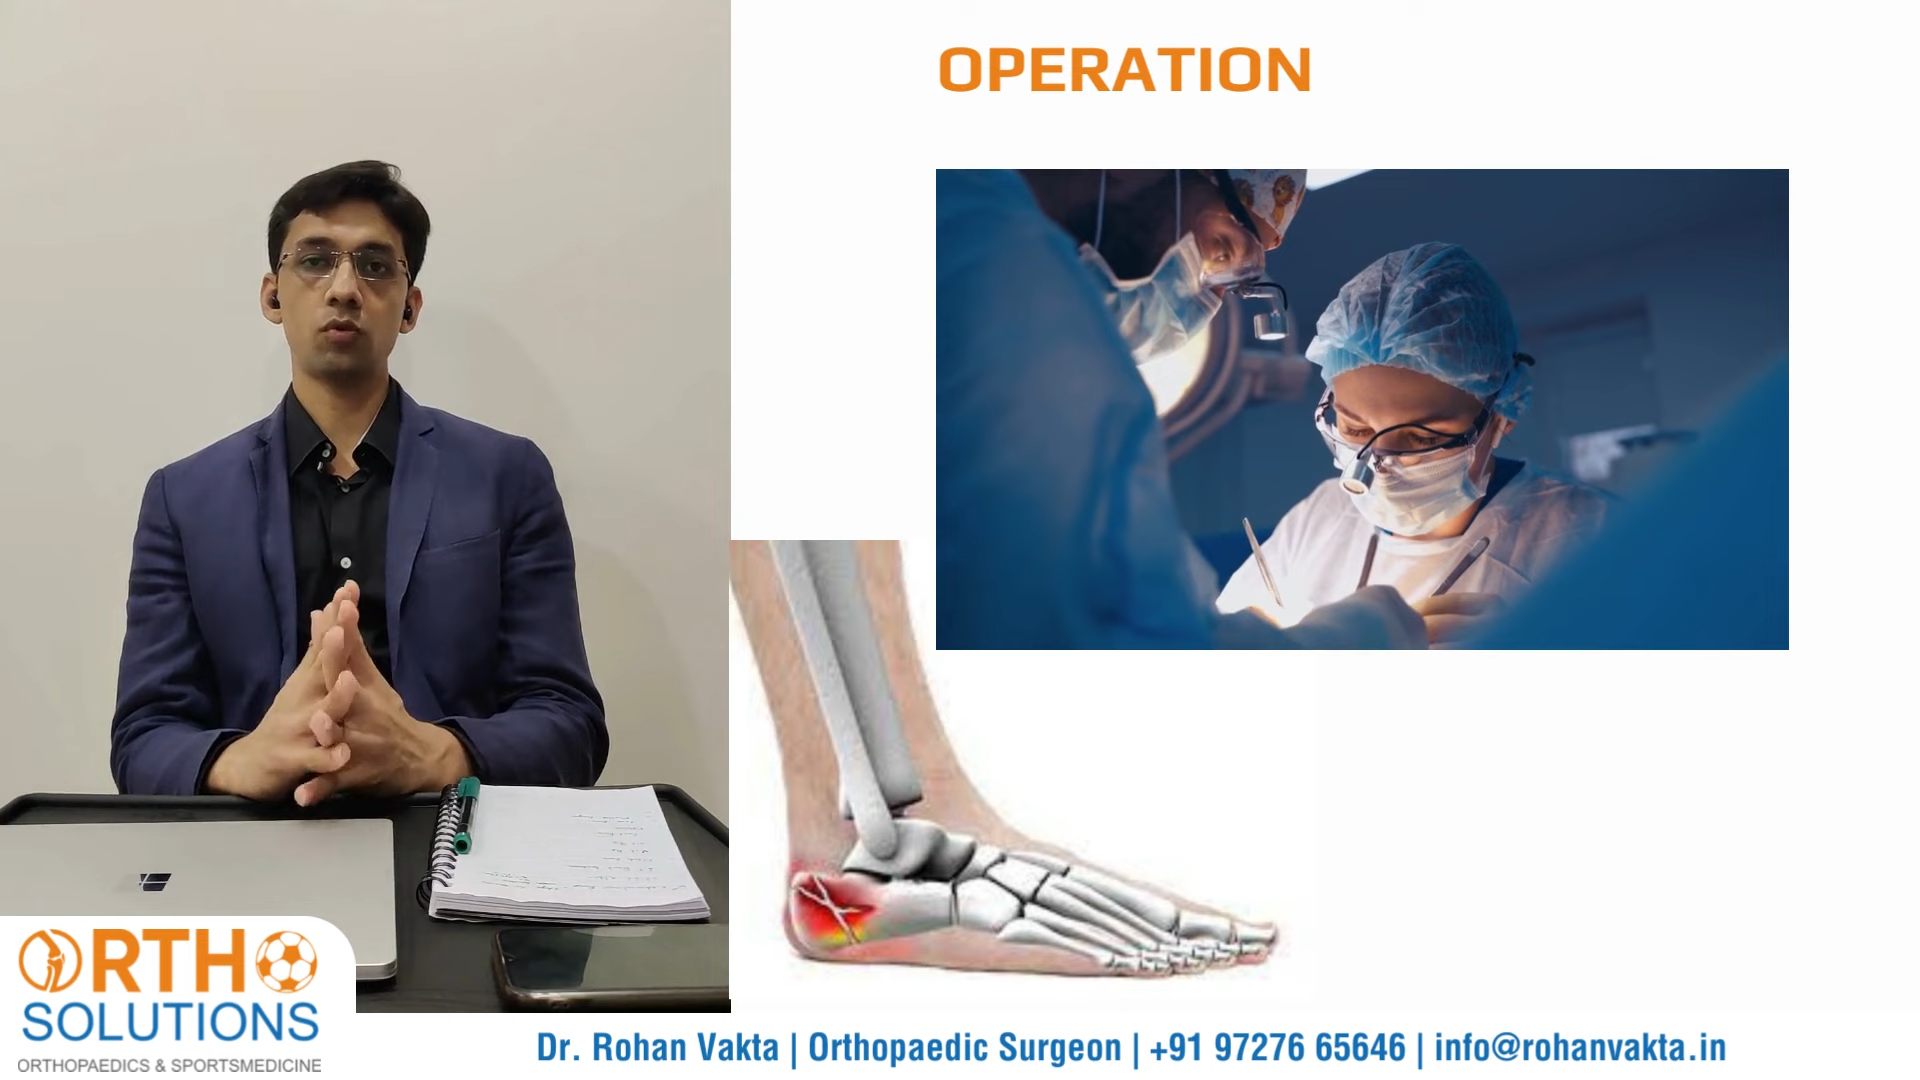 OPERATION
ORTHO
SOLUTIONS
ORTHOPAEDICS & SPORTSMEDICINE
Dr. Rohan Vakta | Orthopaedic Surgeon | +91 97276 65646 | info@rohanvakta.in